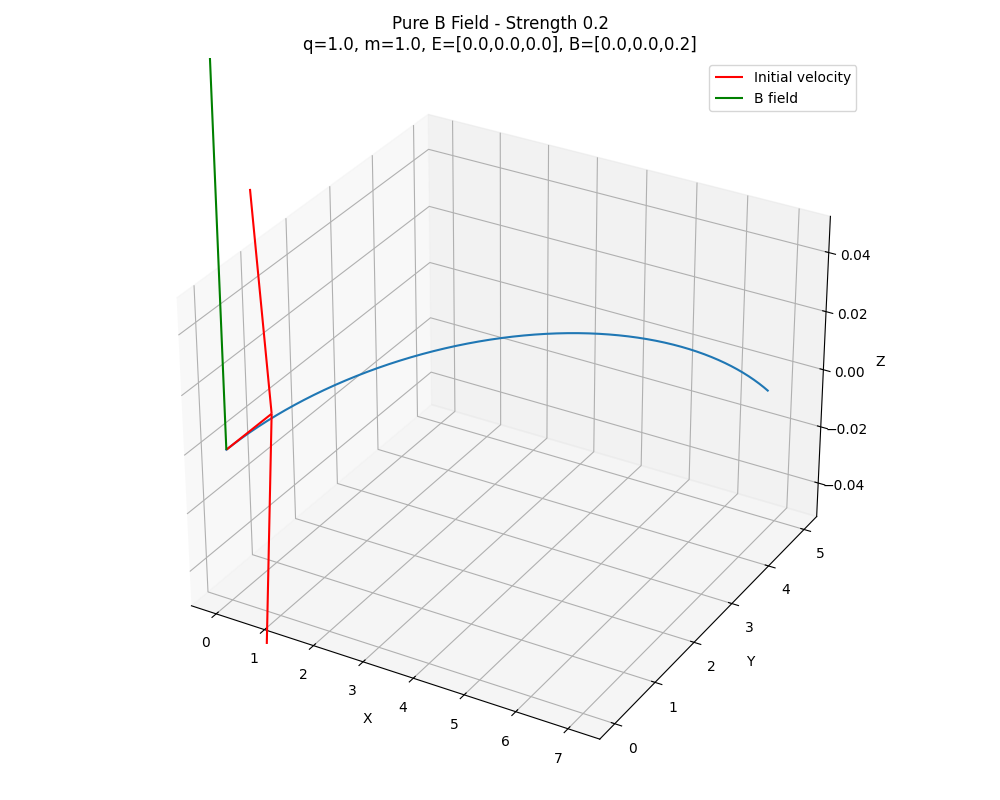 Pure B Field - Strength 0.2
q=1.0, m=1.0, E=[0.0,0.0,0.0], B=[0.0,0.0,0.2]
Initial velocity
B field
0.04
0.02
0.00
−0.02
−0.04
Z
0
1
2
3
4
5
6
7
X
0
1
2
3
4
5
Y